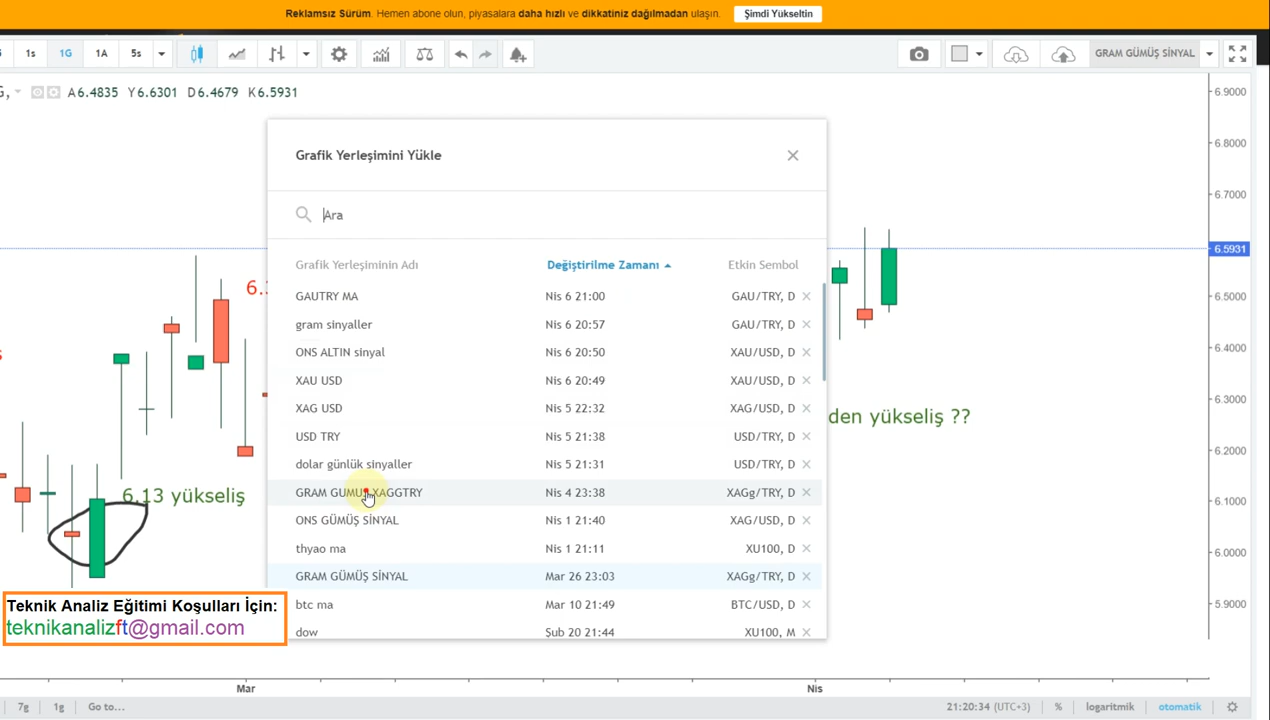 Reklamsız Sürüm. Hemen abone olun, piyasalara daha hızlı ve dikkatiniz dağılmadan ulaşın. Şimdi Yükseltin
1s 1G 1A 5s GRAM GÜMÜŞ SİNYAL
A6.4835 Y6.6301 D6.4679 K6.5931
Grafik Yerleşimini Yükle
Ara
Grafik Yerleşiminin Adı Değiştirilme Zamanı Etkin Sembol
GAUTRY MA Nis 6 21:00 GAU/TRY, D
gram sinyaller Nis 6 20:57 GAU/TRY, D
ONS ALTIN sinyal Nis 6 20:50 XAU/USD, D
XAU USD Nis 6 20:49 XAU/USD, D
XAG USD Nis 5 22:32 XAG/USD, D
USD TRY Nis 5 21:38 USD/TRY, D
dolar günlük sinyaller Nis 5 21:31 USD/TRY, D
GRAM GUMUŞ XAGGTRY Nis 4 23:38 XAGg/TRY, D
ONS GÜMÜŞ SİNYAL Nis 1 21:40 XAG/USD, D
thyao ma Nis 1 21:11 XU100, D
GRAM GÜMÜŞ SİNYAL Mar 26 23:03 XAGg/TRY, D
btc ma Mar 10 21:49 BTC/USD, D
dow Şub 20 21:44 XU100, M
6.13 yükseliş
den yükseliş ??
6.9000
6.8000
6.7000
6.5931
6.5000
6.4000
6.3000
6.2000
6.1000
6.0000
5.9000
Teknik Analiz Eğitimi Koşulları İçin:
teknikanalizft@gmail.com
Mar Nis
7g 1g Go to... 21:20:34 (UTC+3) % logaritmik otomatik